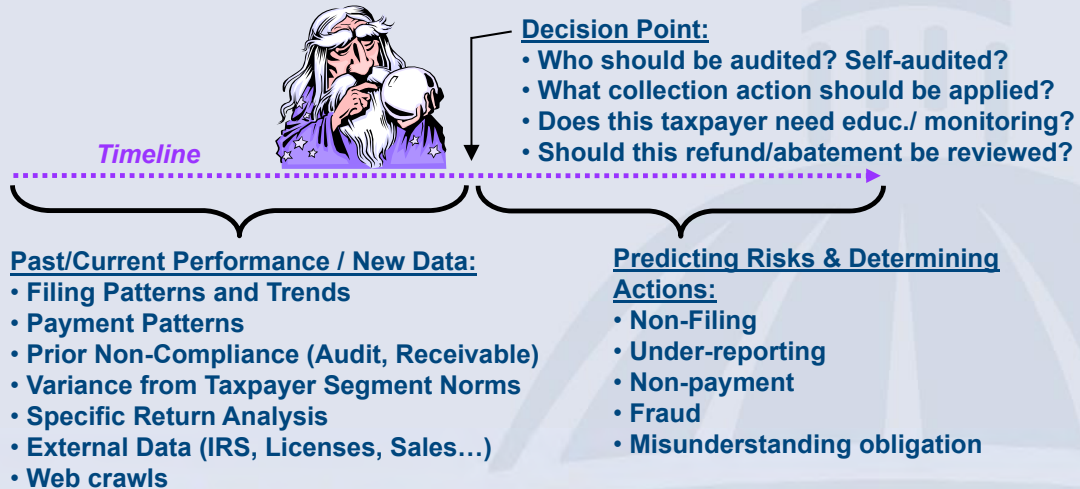 Decision Point:
• Who should be audited? Self-audited?
• What collection action should be applied?
• Does this taxpayer need educ./ monitoring?
• Should this refund/abatement be reviewed?
Timeline
Past/Current Performance / New Data:
• Filing Patterns and Trends
• Payment Patterns
• Prior Non-Compliance (Audit, Receivable)
• Variance from Taxpayer Segment Norms
• Specific Return Analysis
• External Data (IRS, Licenses, Sales…)
• Web crawls
Predicting Risks & Determining
Actions:
• Non-Filing
• Under-reporting
• Non-payment
• Fraud
• Misunderstanding obligation